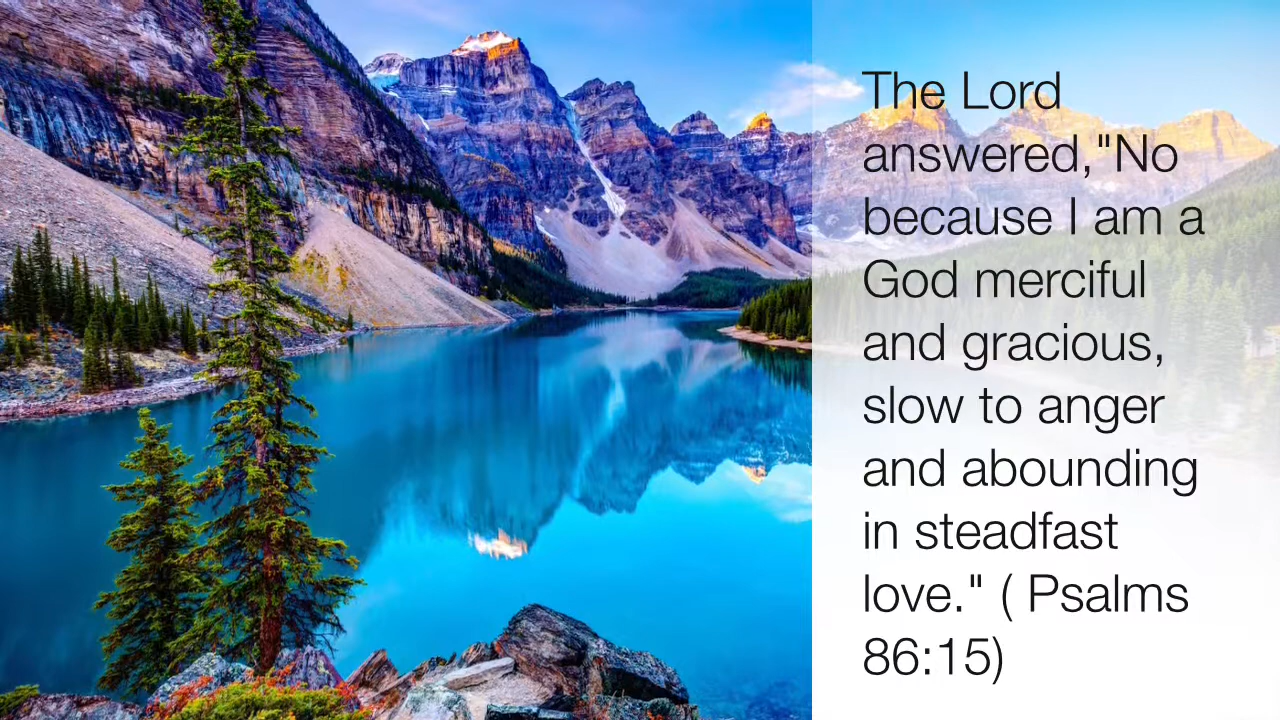 The Lord
answered,"No
because I am a
God merciful
and gracious,
slow to anger
and abounding
in steadfast
love." ( Psalms
86:15)